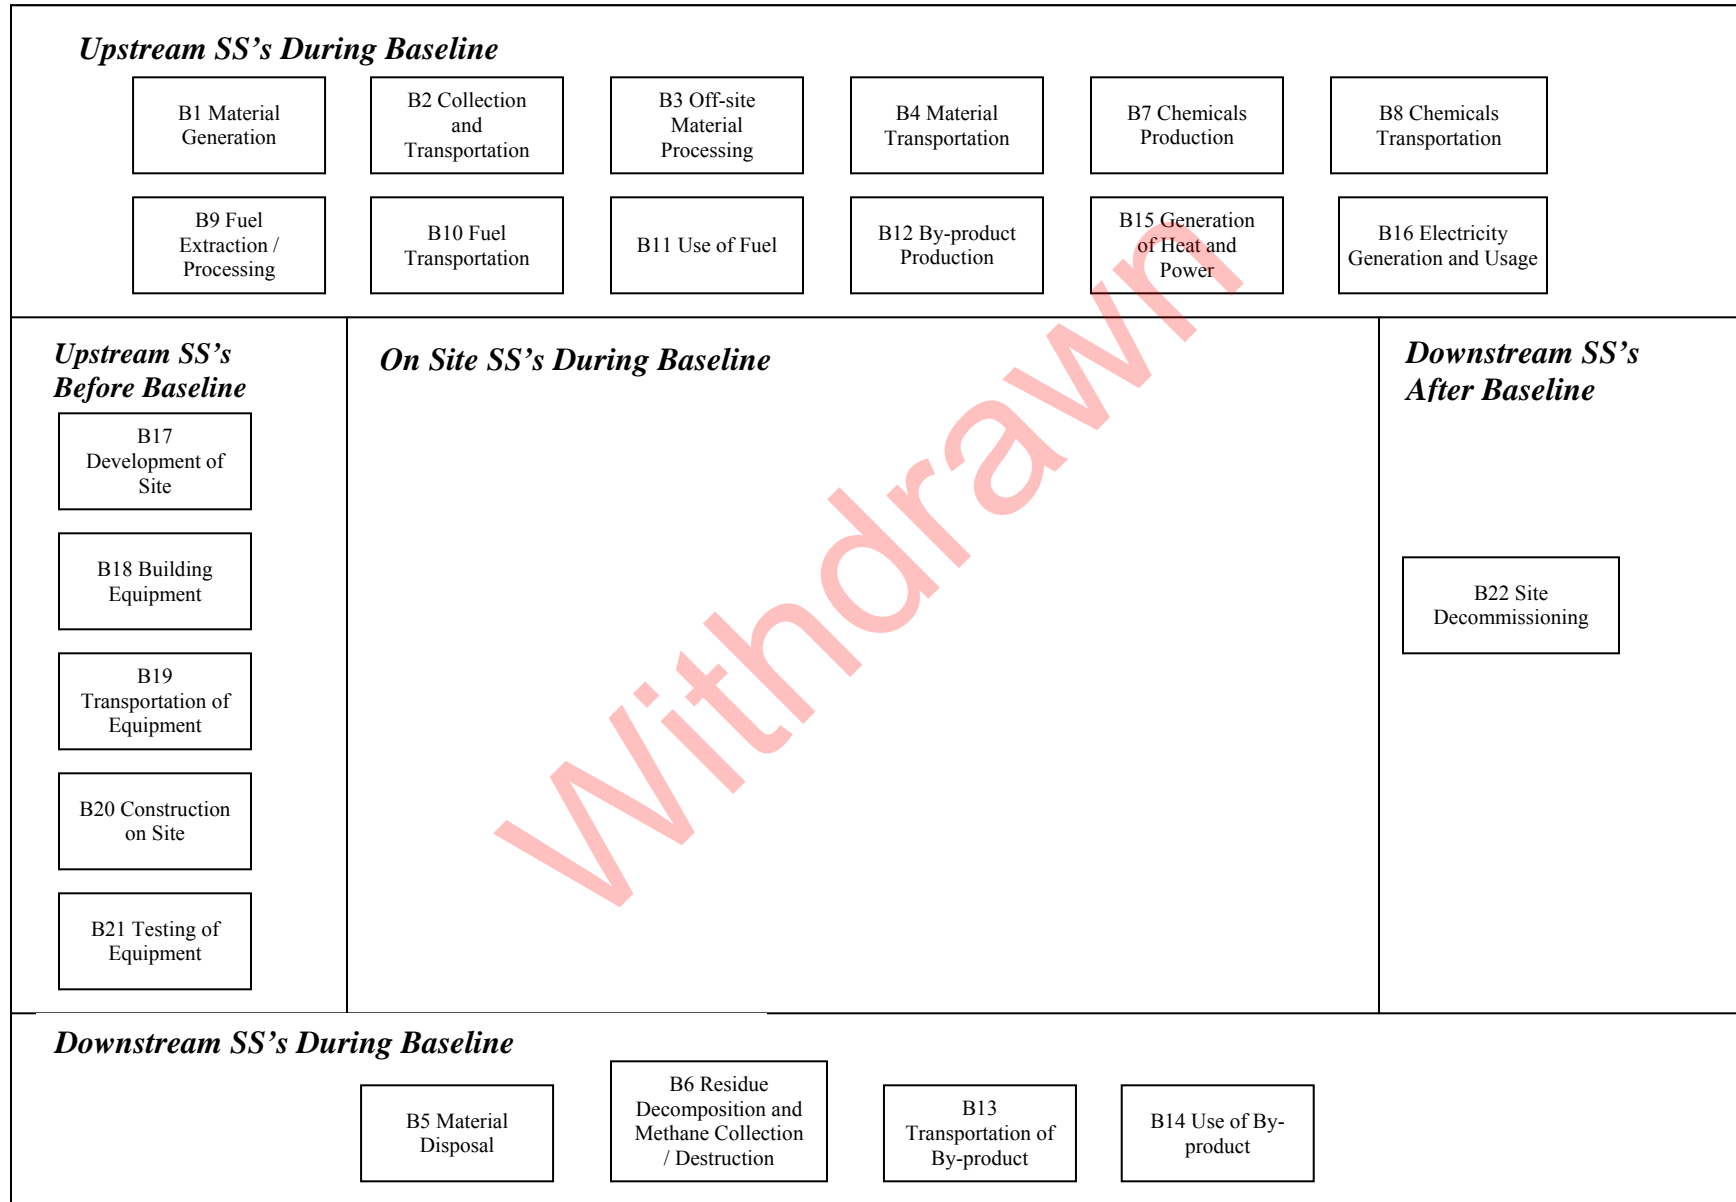 Upstream SS’s During Baseline
B1 Material
Generation
B2 Collection
and
Transportation
B3 Off-site
Material
Processing
B4 Material
Transportation
B7 Chemicals
Production
B8 Chemicals
Transportation
B9 Fuel
Extraction /
Processing
B10 Fuel
Transportation
B11 Use of Fuel
B12 By-product
Production
B15 Generation
of Heat and
Power
B16 Electricity
Generation and Usage
Upstream SS’s
Before Baseline
B17
Development of
Site
B18 Building
Equipment
B19
Transportation of
Equipment
B20 Construction
on Site
B21 Testing of
Equipment
On Site SS’s During Baseline
Withdrawn
Downstream SS’s
After Baseline
B22 Site
Decommissioning
Downstream SS’s During Baseline
B5 Material
Disposal
B6 Residue
Decomposition and
Methane Collection
/ Destruction
B13
Transportation of
By-product
B14 Use of By-
product